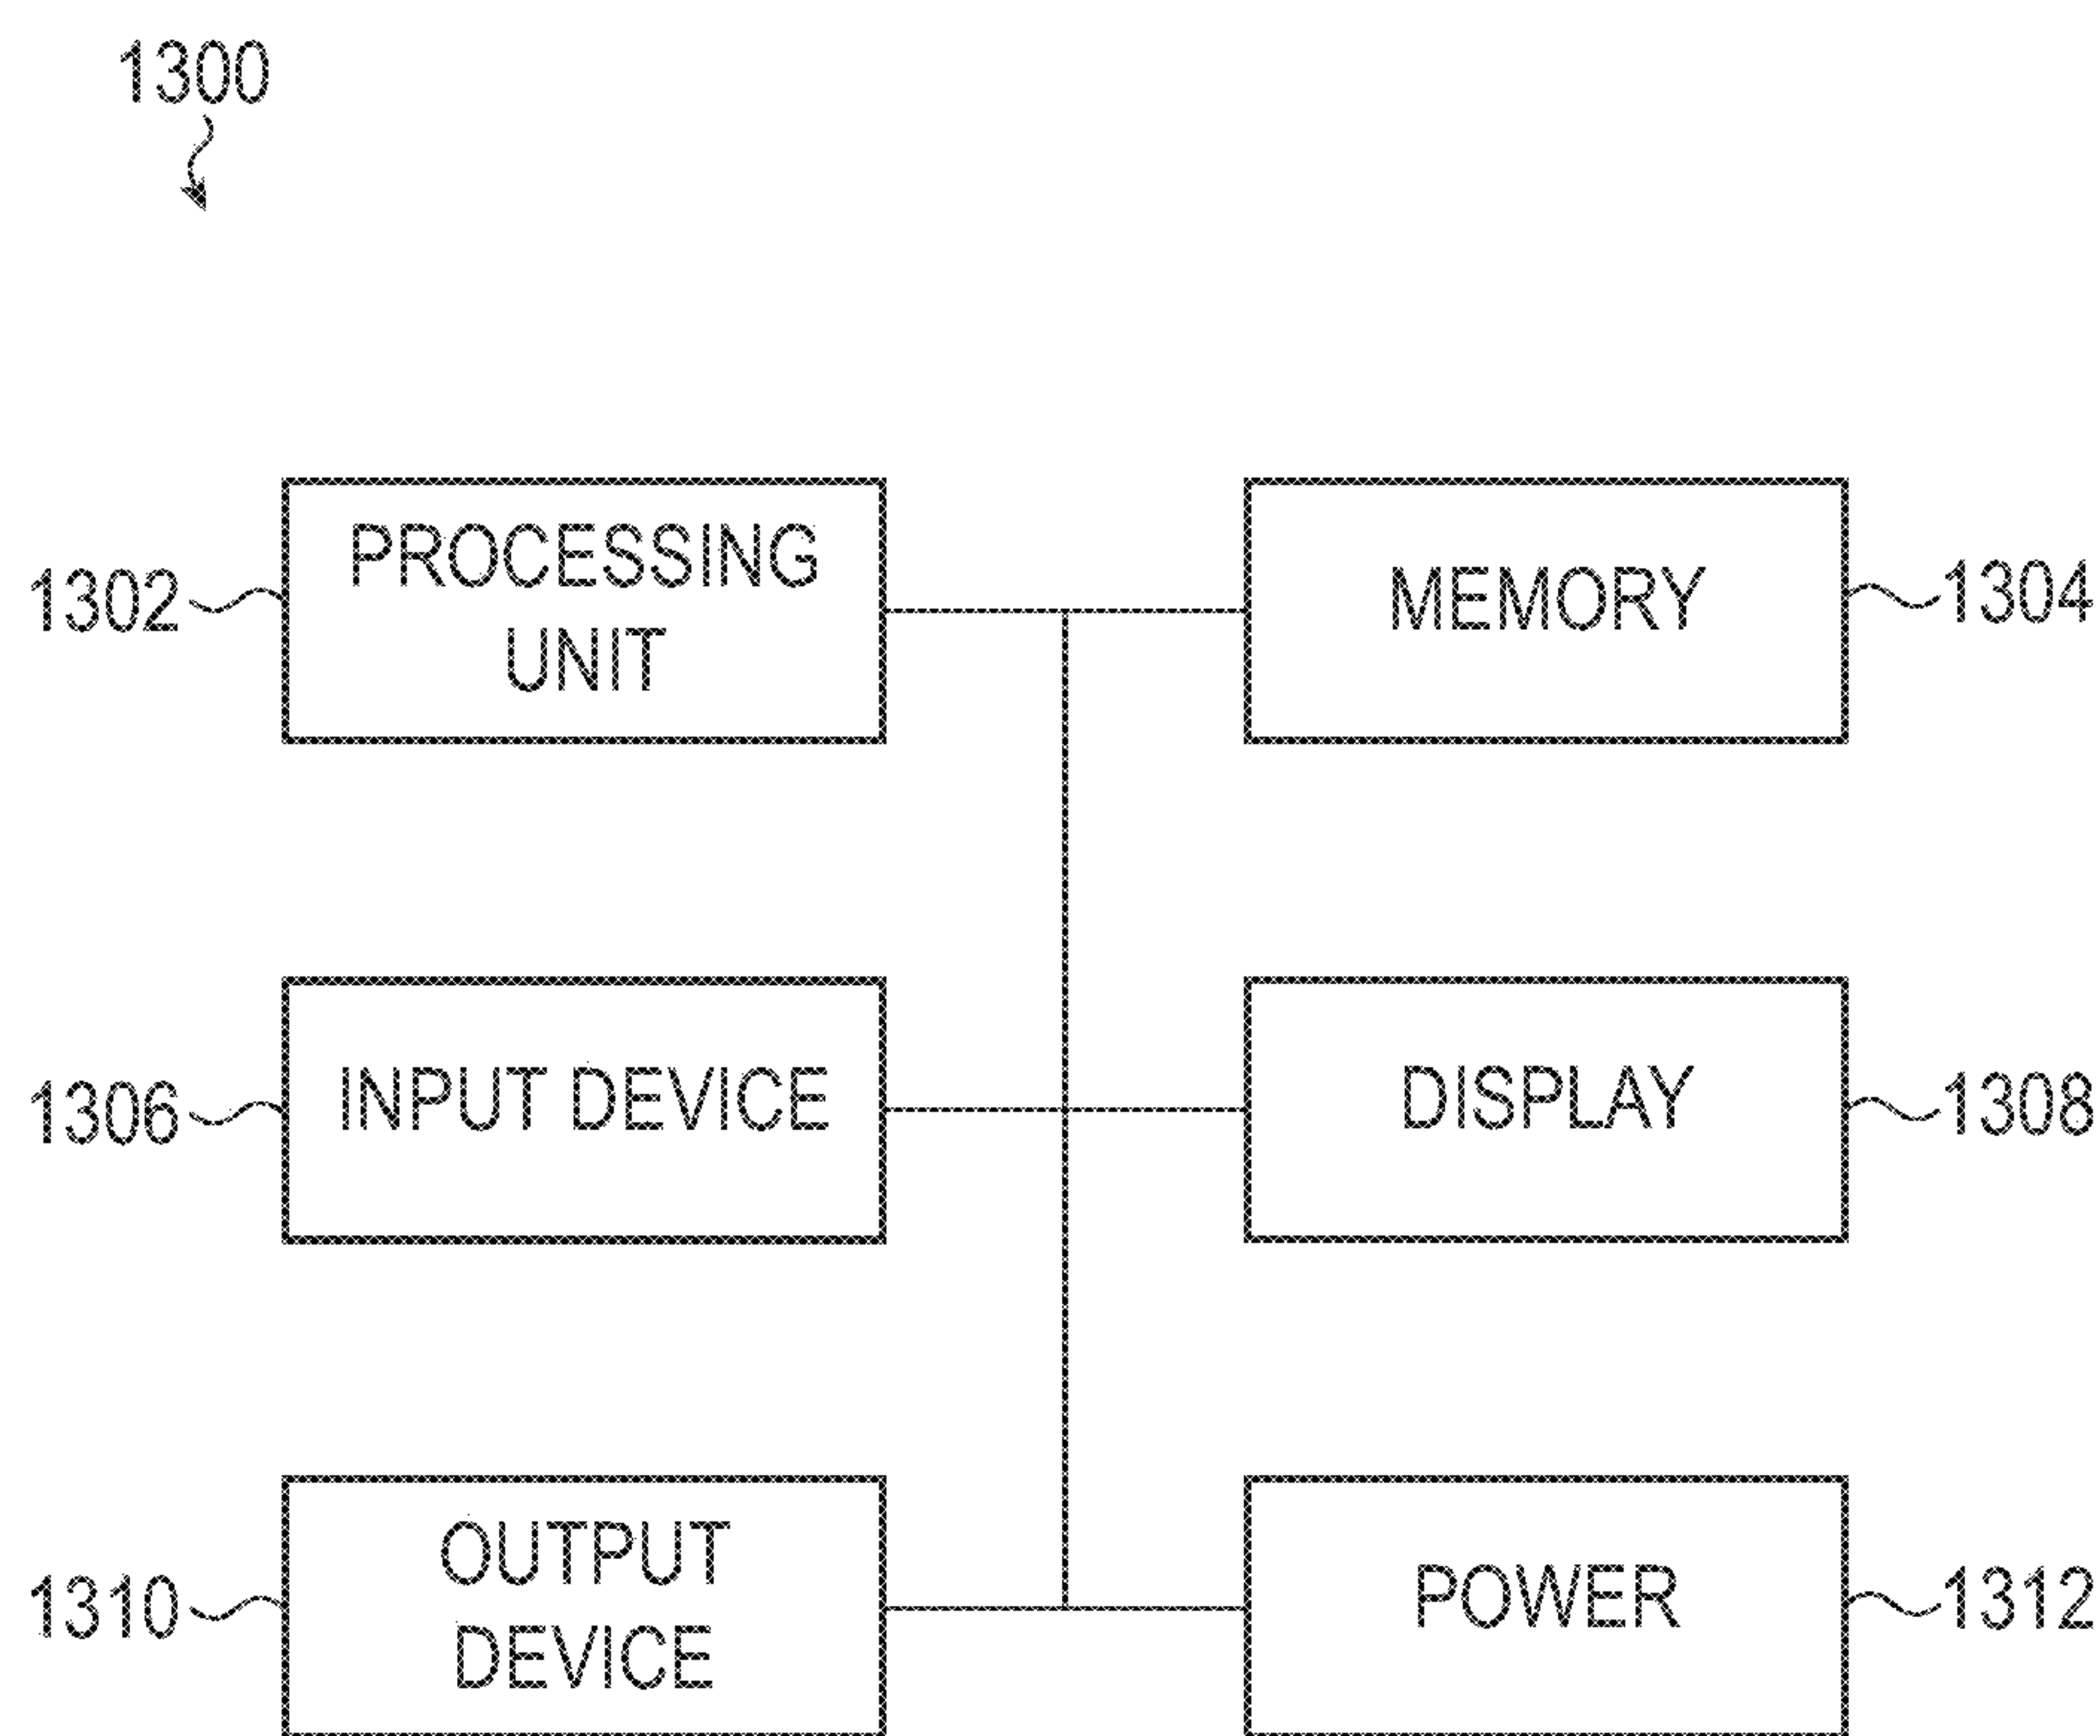 1300
PROCESSING
UNIT
1302
MEMORY
1304
INPUT DEVICE
1306
DISPLAY
1308
OUTPUT
DEVICE
1310
POWER
1312